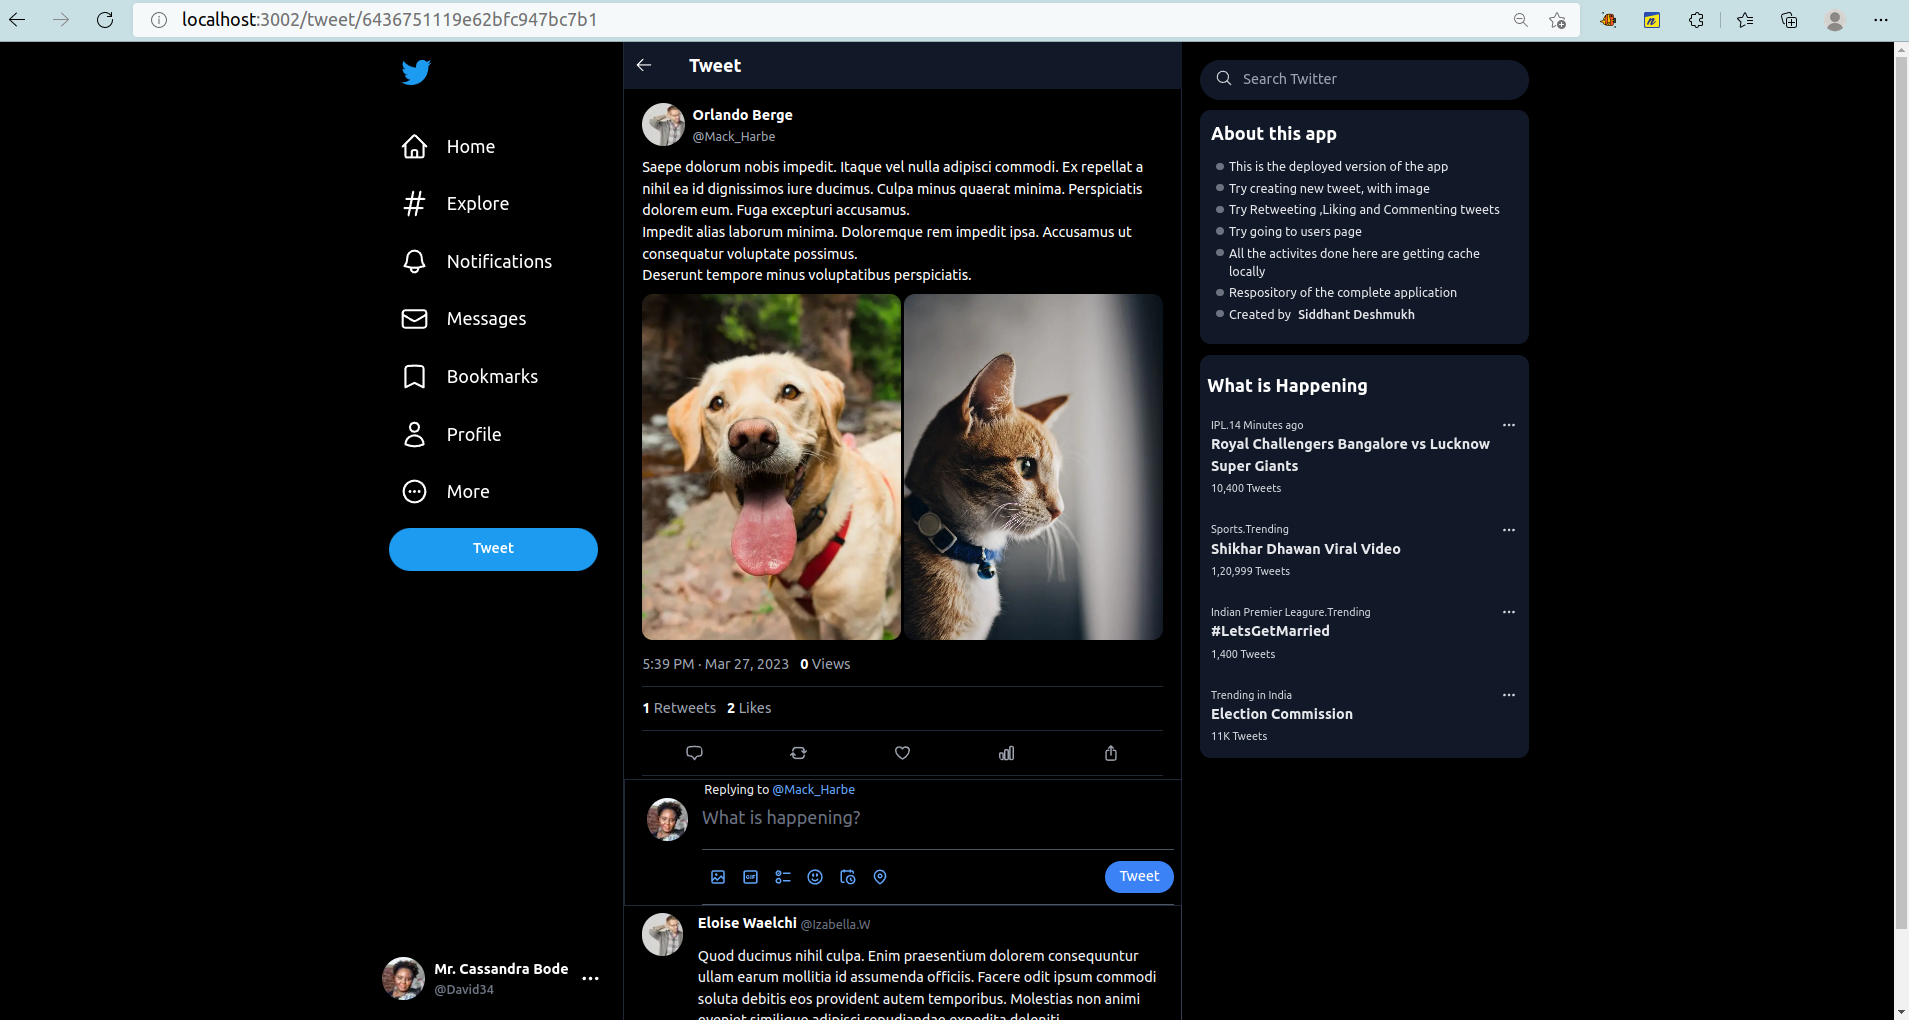 localhost:3002/tweet/6436751119e62bfc947bc7b1
Home
Explore
Notifications
Messages
Bookmarks
Profile
More
Tweet
Mr. Cassandra Bode
@David34
Tweet
Orlando Berge
@Mack_Harbe
Saepe dolorum nobis impedit. Itaque vel nulla adipisci commodi. Ex repellat a
nihil ea id dignissimos iure ducimus. Culpa minus quaerat minima. Perspiciatis
dolorem eum. Fuga excepturi accusamus.
Impedit alias laborum minima. Doloremque rem impedit ipsa. Accusamus ut
consequatur voluptate possimus.
Deserunt tempore minus voluptatibus perspiciatis.
5:39 PM · Mar 27, 2023 0 Views
1 Retweets 2 Likes
Replying to @Mack_Harbe
What is happening?
GIF
Tweet
Eloise Waelchi @Izabella.W
Quod ducimus nihil culpa. Enim praesentium dolorem consequuntur
ullam earum mollitia id assumenda officiis. Facere odit ipsum commodi
soluta debitis eos provident autem temporibus. Molestias non animi
eveniet similique adipisci repudiandae expedita deleniti.
Search Twitter
About this app
This is the deployed version of the app
Try creating new tweet, with image
Try Retweeting ,Liking and Commenting tweets
Try going to users page
All the activites done here are getting cache
locally
Respository of the complete application
Created by Siddhant Deshmukh
What is Happening
IPL.14 Minutes ago
Royal Challengers Bangalore vs Lucknow
Super Giants
10,400 Tweets
Sports.Trending
Shikhar Dhawan Viral Video
1,20,999 Tweets
Indian Premier Leagure.Trending
#LetsGetMarried
1,400 Tweets
Trending in India
Election Commission
11K Tweets